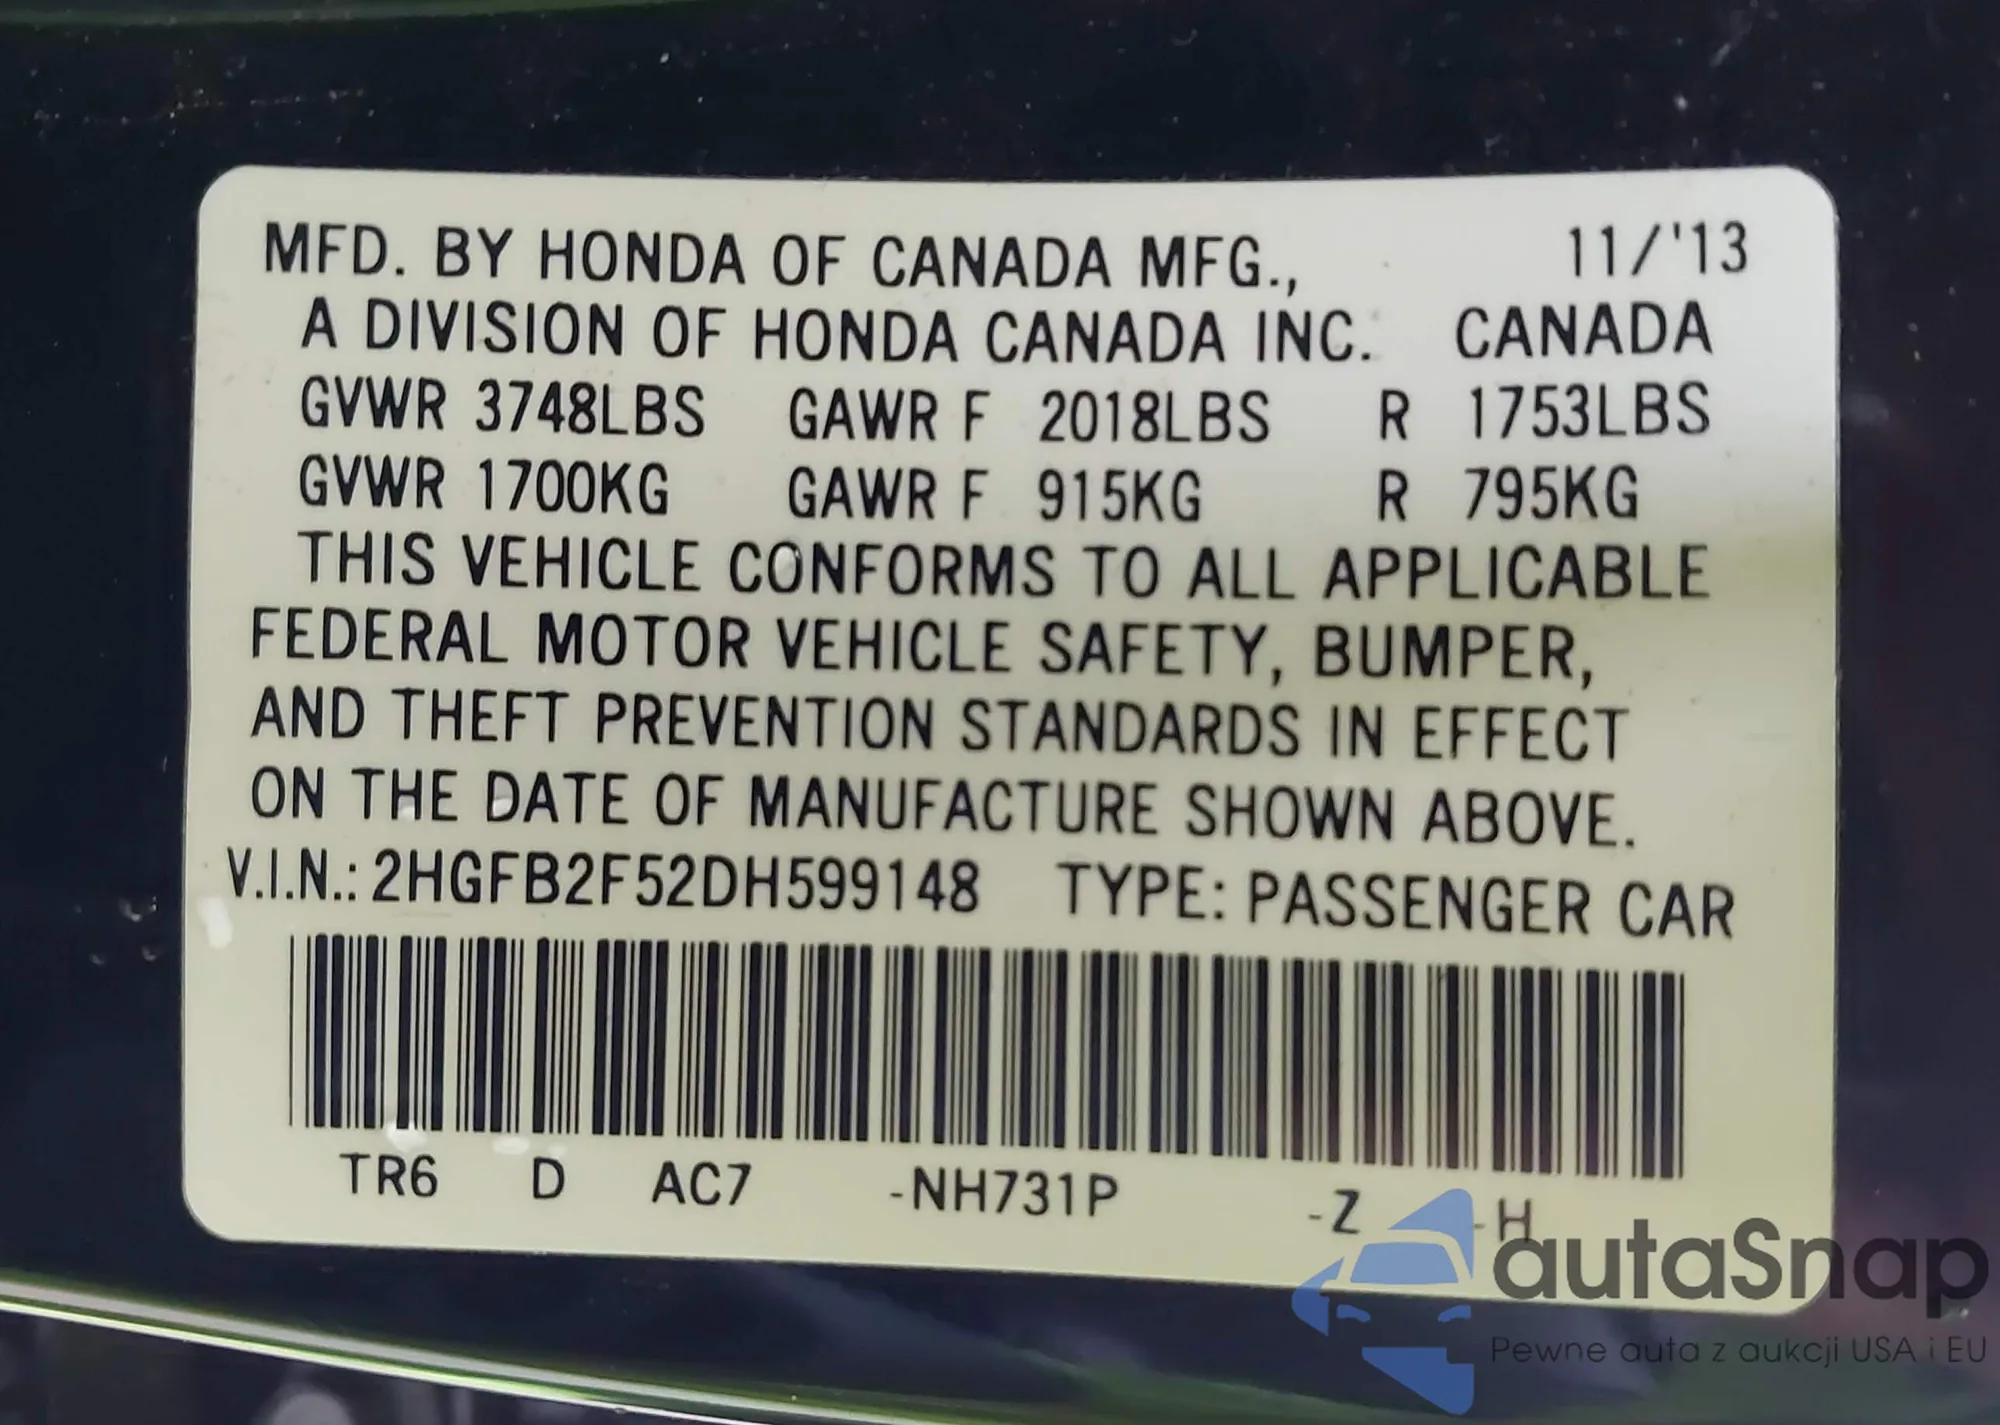 MFD. BY HONDA OF CANADA MFG., 11/'13
A DIVISION OF HONDA CANADA INC. CANADA
GVWR 3748LBS GAWR F 2018LBS R 1753LBS
GVWR 1700KG GAWR F 915KG R 795KG
THIS VEHICLE CONFORMS TO ALL APPLICABLE
FEDERAL MOTOR VEHICLE SAFETY, BUMPER,
AND THEFT PREVENTION STANDARDS IN EFFECT
ON THE DATE OF MANUFACTURE SHOWN ABOVE.
V.I.N.: 2HGFB2F52DH599148 TYPE: PASSENGER CAR
TR6 D AC7 -NH731P -Z -H
autaSnap
Pewne auta z aukcji USA i EU